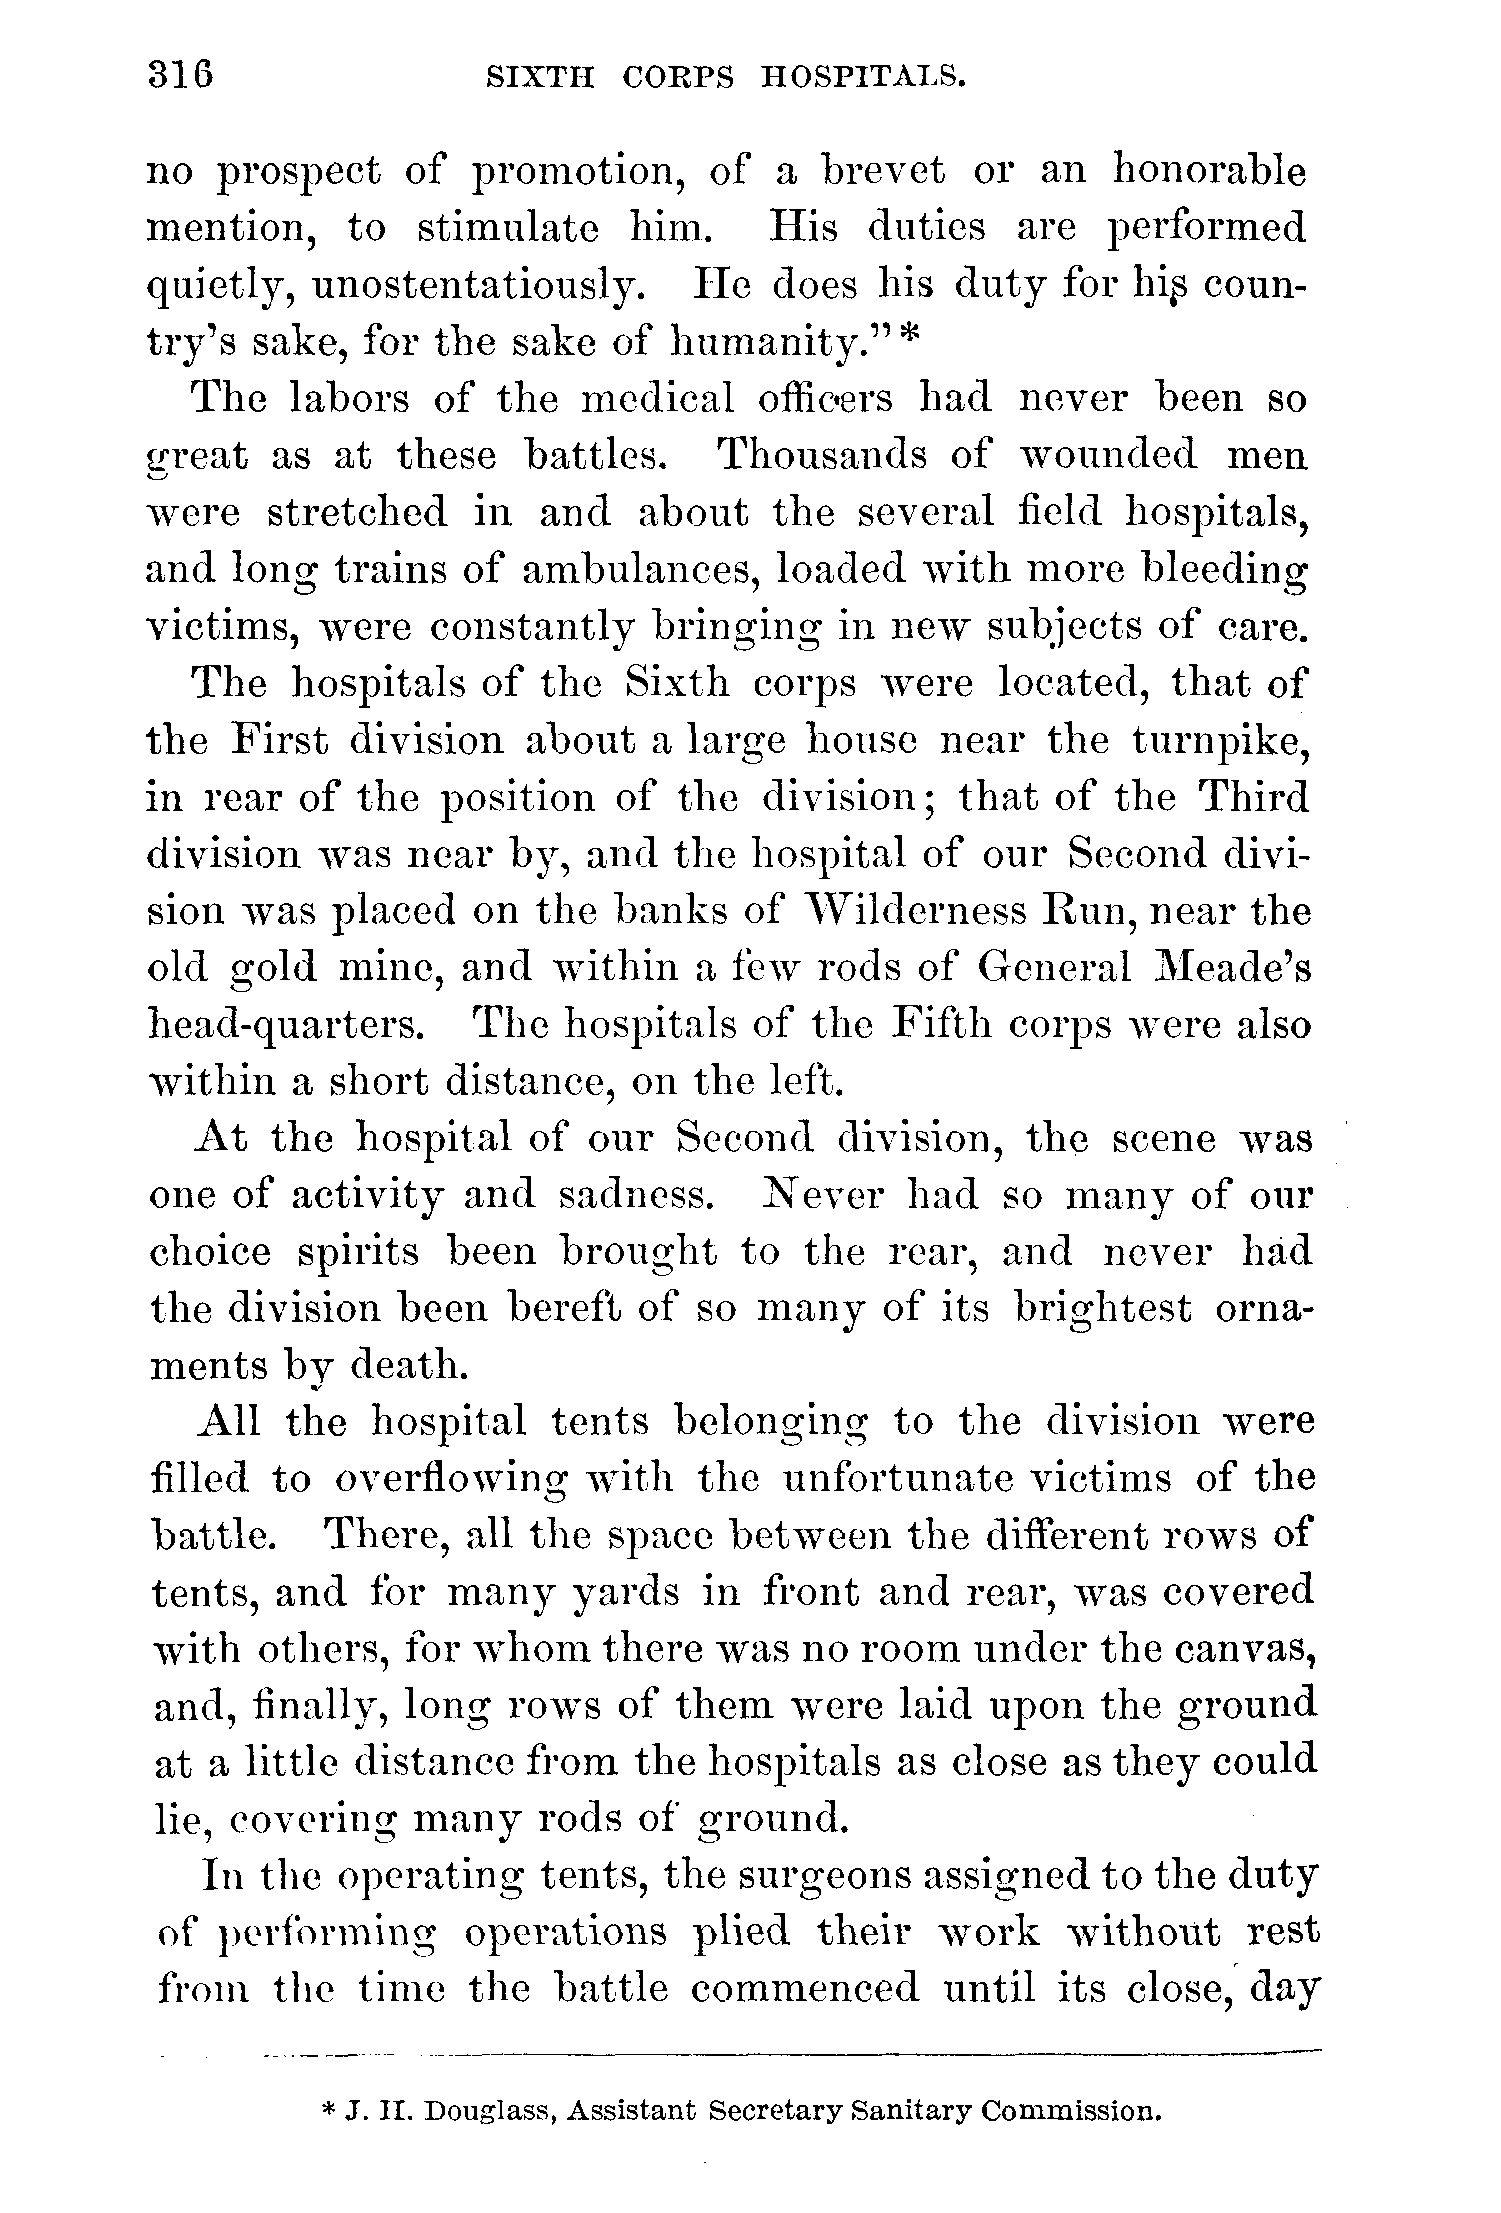 316 SIXTH CORPS HOSPITALS.
no prospect of promotion, of a brevet or an honorable
mention, to stimulate him. His duties are performed
quietly, unostentatiously. He does his duty for his coun-
try's sake, for the sake of humanity." *
The labors of the medical officers had never been so
great as at these battles. Thousands of wounded men
were stretched in and about the several field hospitals,
and long trains of ambulances, loaded with more bleeding
victims, were constantly bringing in new subjects of care.
The hospitals of the Sixth corps were located, that of
the First division about a large house near the turnpike,
in rear of the position of the division; that of the Third
division was near by, and the hospital of our Second divi-
sion was placed on the banks of Wilderness Run, near the
old gold mine, and within a few rods of General Meade's
head-quarters. The hospitals of the Fifth corps were also
within a short distance, on the left.
At the hospital of our Second division, the scene was
one of activity and sadness. Never had so many of our
choice spirits been brought to the rear, and never had
the division been bereft of so many of its brightest orna-
ments by death.
All the hospital tents belonging to the division were
filled to overflowing with the unfortunate victims of the
battle. There, all the space between the different rows of
tents, and for many yards in front and rear, was covered
with others, for whom there was no room under the canvas,
and, finally, long rows of them were laid upon the ground
at a little distance from the hospitals as close as they could
lie, covering many rods of ground.
In the operating tents, the surgeons assigned to the duty
of performing operations plied their work without rest
from the time the battle commenced until its close, day
* J. H. Douglass, Assistant Secretary Sanitary Commission.